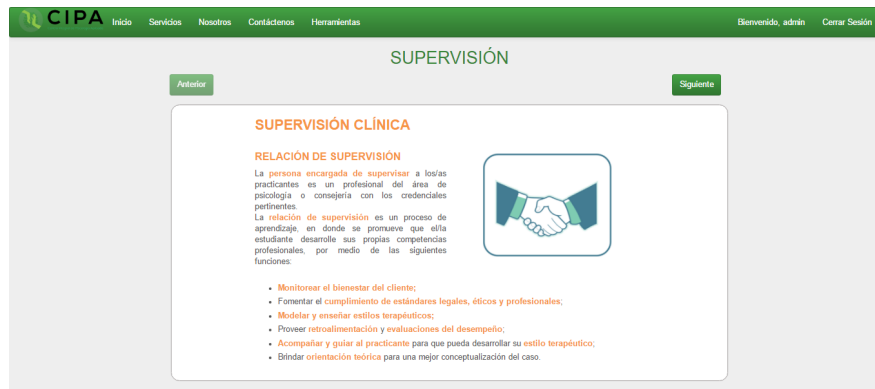 CIPA
Inicio Servicios Nosotros Contáctenos Herramientas Bienvenido, admin Cerrar Sesión
SUPERVISIÓN
Anterior Siguiente
SUPERVISIÓN CLÍNICA
RELACIÓN DE SUPERVISIÓN
La persona encargada de supervisar a los/as
practicantes es un profesional del área de
psicología o consejería con los credenciales
pertinentes.
La relación de supervisión es un proceso de
aprendizaje, en donde se promueve que el/la
estudiante desarrolle sus propias competencias
profesionales, por medio de las siguientes
funciones:
• Monitorear el bienestar del cliente;
• Fomentar el cumplimiento de estándares legales, éticos y profesionales;
• Modelar y enseñar estilos terapéuticos;
• Proveer retroalimentación y evaluaciones del desempeño;
• Acompañar y guiar al practicante para que pueda desarrollar su estilo terapéutico;
• Brindar orientación teórica para una mejor conceptualización del caso.